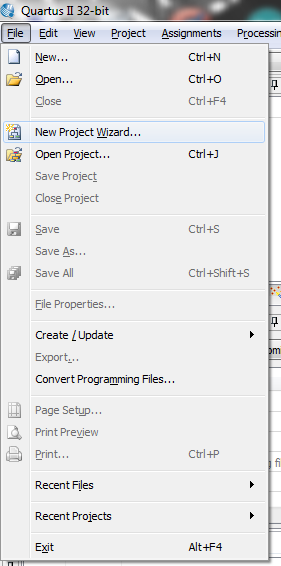 Quartus II 32-bit
File Edit View Project Assignments Processin
New... Ctrl+N
Open... Ctrl+O
Close Ctrl+F4
New Project Wizard...
Open Project... Ctrl+J
Save Project
Close Project
Save Ctrl+S
Save As...
Save All Ctrl+Shift+S
File Properties...
Create / Update
Export...
Convert Programming Files...
Page Setup...
Print Preview
Print... Ctrl+P
Recent Files
Recent Projects
Exit Alt+F4